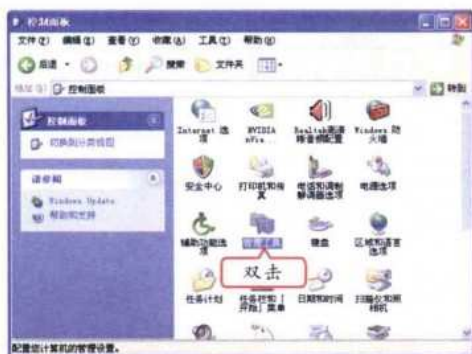 控制面板
文件(F) 编辑(E) 查看(V) 收藏(A) 工具(T) 帮助(H)
后退 搜索 文件夹
地址(D) 控制面板 转到
控制面板
切换到分类视图
请参阅
Windows Update
帮助和支持
Internet 选项
NVIDIA nVie...
Realtek高清晰音频配置
Windows 防火墙
安全中心
打印机和传真
电话和调制解调器选项
电源选项
辅助功能选项
管理工具
键盘
区域和语言选项
双击
任务计划
任务栏和「开始」菜单
日期和时间
扫描仪和照相机
配置您计算机的管理设置。